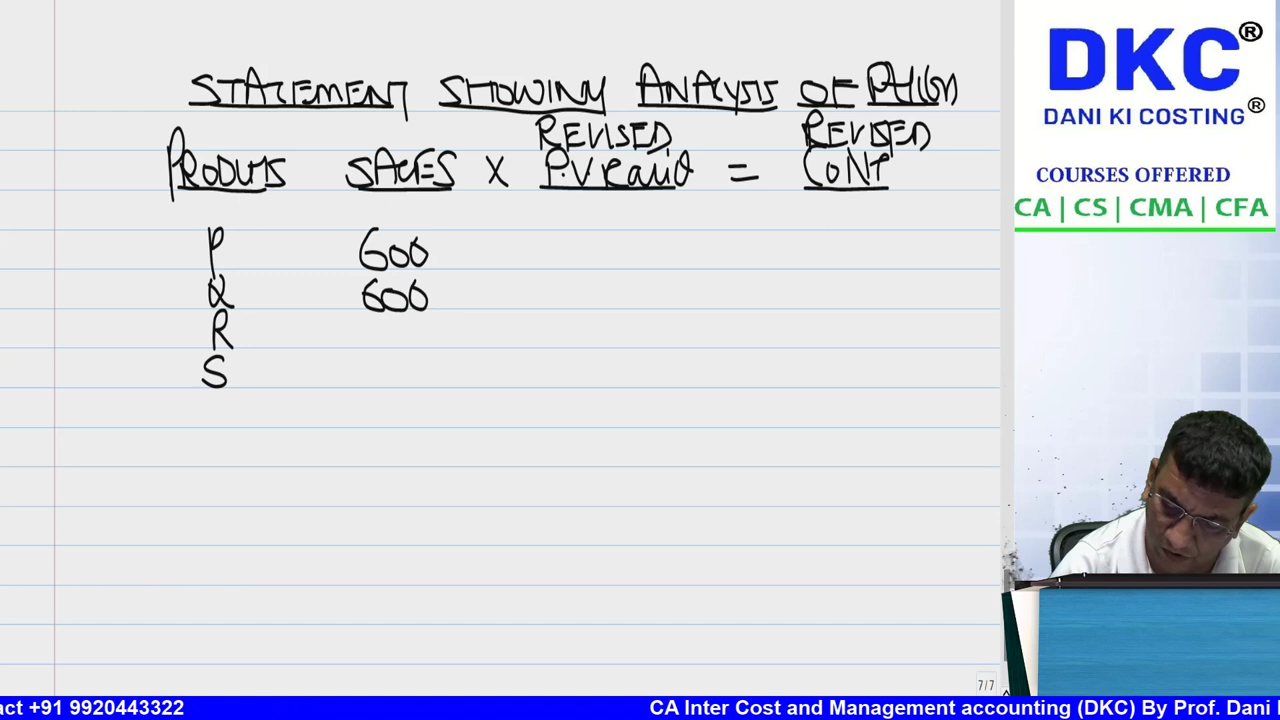 STATEMENT SHOWING ANALYSIS OF
REVISED REVISED
PRODUCTS SALES X P.V RATIO = CONT
P 600
Q 600
R
S
7/7
DKC®
DANI KI COSTING®
COURSES OFFERED
CA | CS | CMA | CFA
act +91 9920443322 CA Inter Cost and Management accounting (DKC) By Prof. Dani